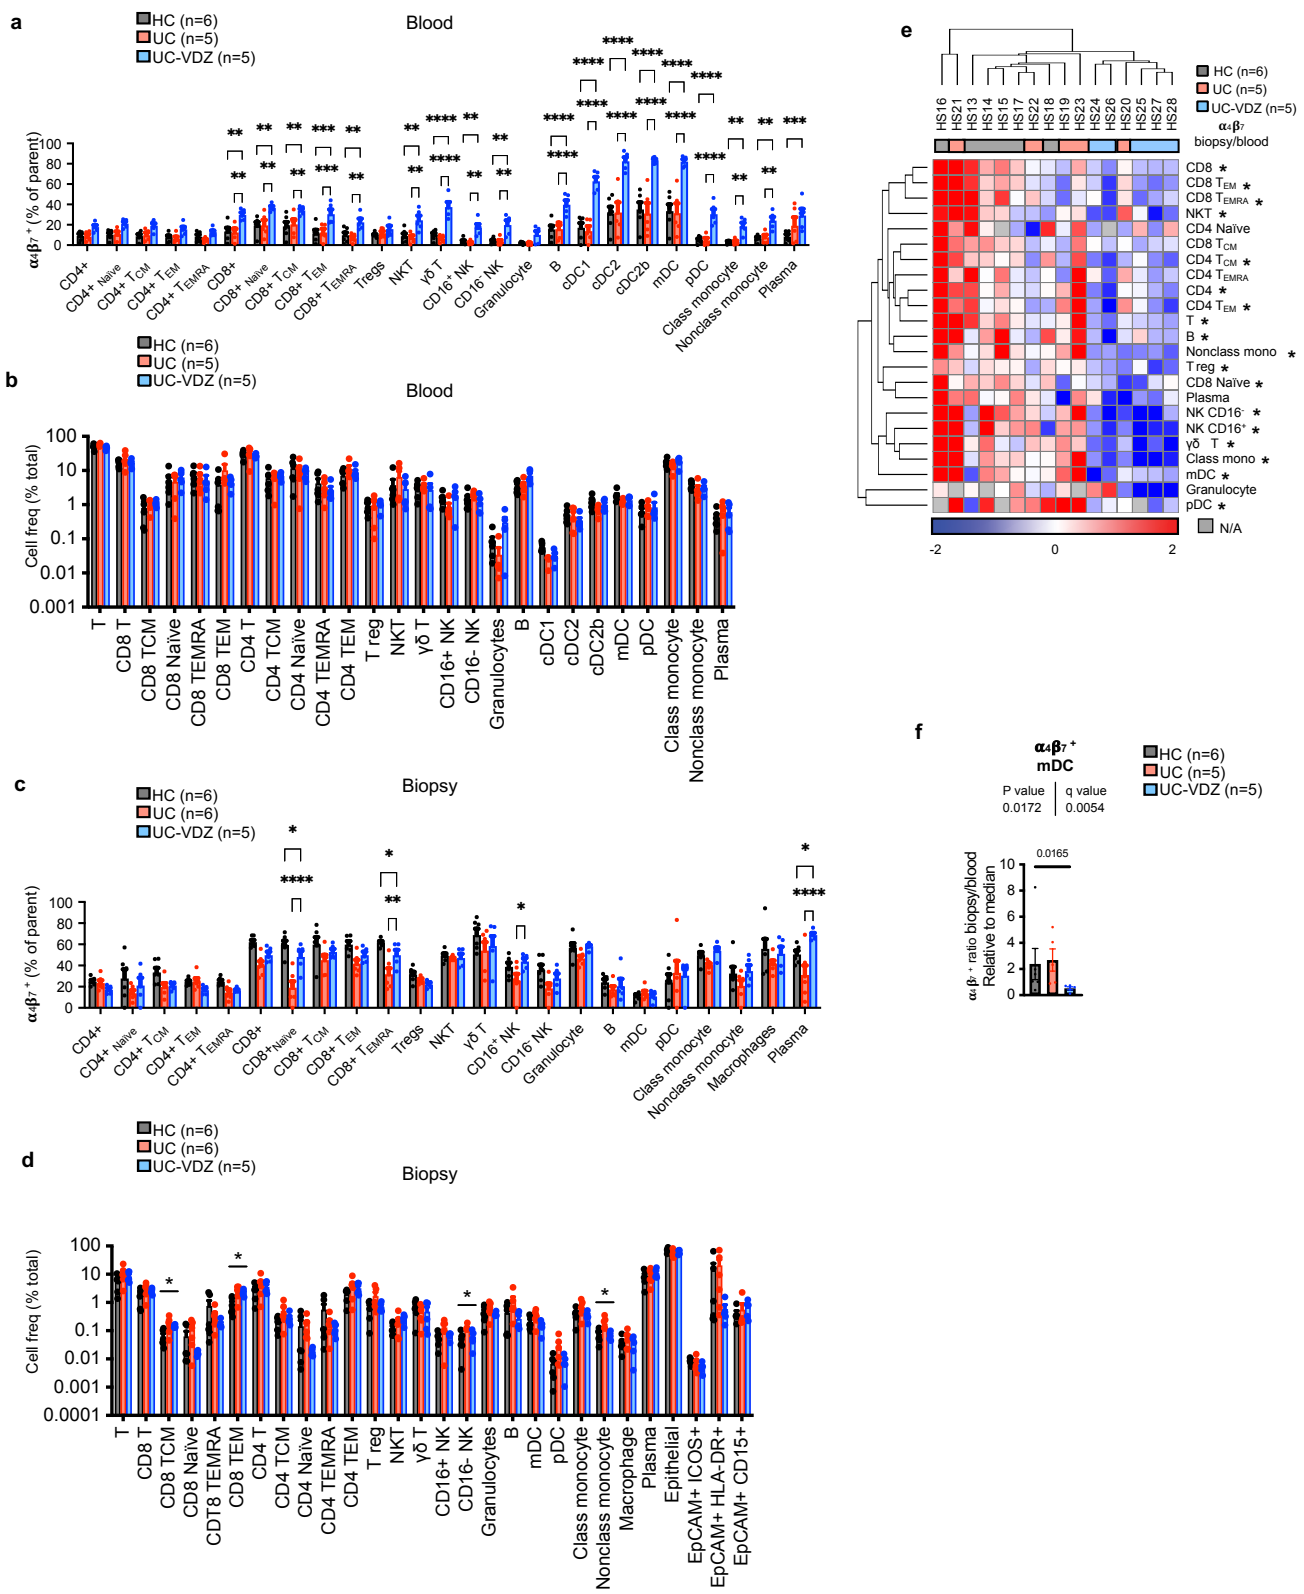 a
HC (n=6)
UC (n=5)
UC-VDZ (n=5)
Blood
α4β7 + (% of parent)
100
80
60
40
20
0
** ** ** *** ** ** **** ** ** **** **** **** **** **** **** ** ** ***
** ** ** *** ** ** **** ** ** **** **** **** **** **** **** ** **
CD4+
CD4+ Naïve
CD4+ TCM
CD4+ TEM
CD4+ TEMRA
CD8+
CD8+ Naïve
CD8+ TCM
CD8+ TEM
CD8+ TEMRA
Tregs
NKT
γδ T
CD16+ NK
CD16- NK
Granulocyte
B
cDC1
cDC2
cDC2b
mDC
pDC
Class monocyte
Nonclass monocyte
Plasma
b
HC (n=6)
UC (n=5)
UC-VDZ (n=5)
Blood
Cell freq (% total)
100
10
1
0.1
0.01
0.001
T
CD8 T
CD8 TCM
CD8 Naïve
CD8 TEMRA
CD8 TEM
CD4 T
CD4 TCM
CD4 Naïve
CD4 TEMRA
CD4 TEM
T reg
NKT
γδ T
CD16+ NK
CD16- NK
Granulocytes
B
cDC1
cDC2
cDC2b
mDC
pDC
Class monocyte
Nonclass monocyte
Plasma
c
HC (n=6)
UC (n=6)
UC-VDZ (n=5)
Biopsy
α4β7 + (% of parent)
100
80
60
40
20
0
* * * *
**** ** ****
CD4+
CD4+ Naïve
CD4+ TCM
CD4+ TEM
CD4+ TEMRA
CD8+
CD8+ Naïve
CD8+ TCM
CD8+ TEM
CD8+ TEMRA
Tregs
NKT
γδ T
CD16+ NK
CD16- NK
Granulocyte
B
mDC
pDC
Class monocyte
Nonclass monocyte
Macrophages
Plasma
d
HC (n=6)
UC (n=6)
UC-VDZ (n=5)
Biopsy
Cell freq (% total)
100
10
1
0.1
0.01
0.001
0.0001
* * * *
T
CD8 T
CD8 TCM
CD8 Naïve
CDT8 TEMRA
CD8 TEM
CD4 T
CD4 TCM
CD4 Naïve
CD4 TEMRA
CD4 TEM
T reg
NKT
γδ T
CD16+ NK
CD16- NK
Granulocytes
B
mDC
pDC
Class monocyte
Nonclass monocyte
Macrophage
Plasma
Epithelial
EpCAM+ ICOS+
EpCAM+ HLA-DR+
EpCAM+ CD15+
e
HS16 HS21 HS13 HS14 HS15 HS17 HS22 HS18 HS19 HS23 HS24 HS26 HS20 HS25 HS27 HS28
HC (n=6)
UC (n=5)
UC-VDZ (n=5)
α4β7
biopsy/blood
CD8 *
CD8 TEM *
CD8 TEMRA *
NKT *
CD4 Naïve
CD8 TCM
CD4 TCM *
CD4 TEMRA
CD4 *
CD4 TEM *
T *
B *
Nonclass mono *
T reg *
CD8 Naïve *
Plasma
NK CD16- *
NK CD16+ *
γδ T *
Class mono *
mDC *
Granulocyte
pDC *
N/A
-2 0 2
f
α4β7 +
mDC
P value q value
0.0172 0.0054
HC (n=6)
UC (n=5)
UC-VDZ (n=5)
α4β7 + ratio biopsy/blood
Relative to median
10
8
6
4
2
0
0.0165